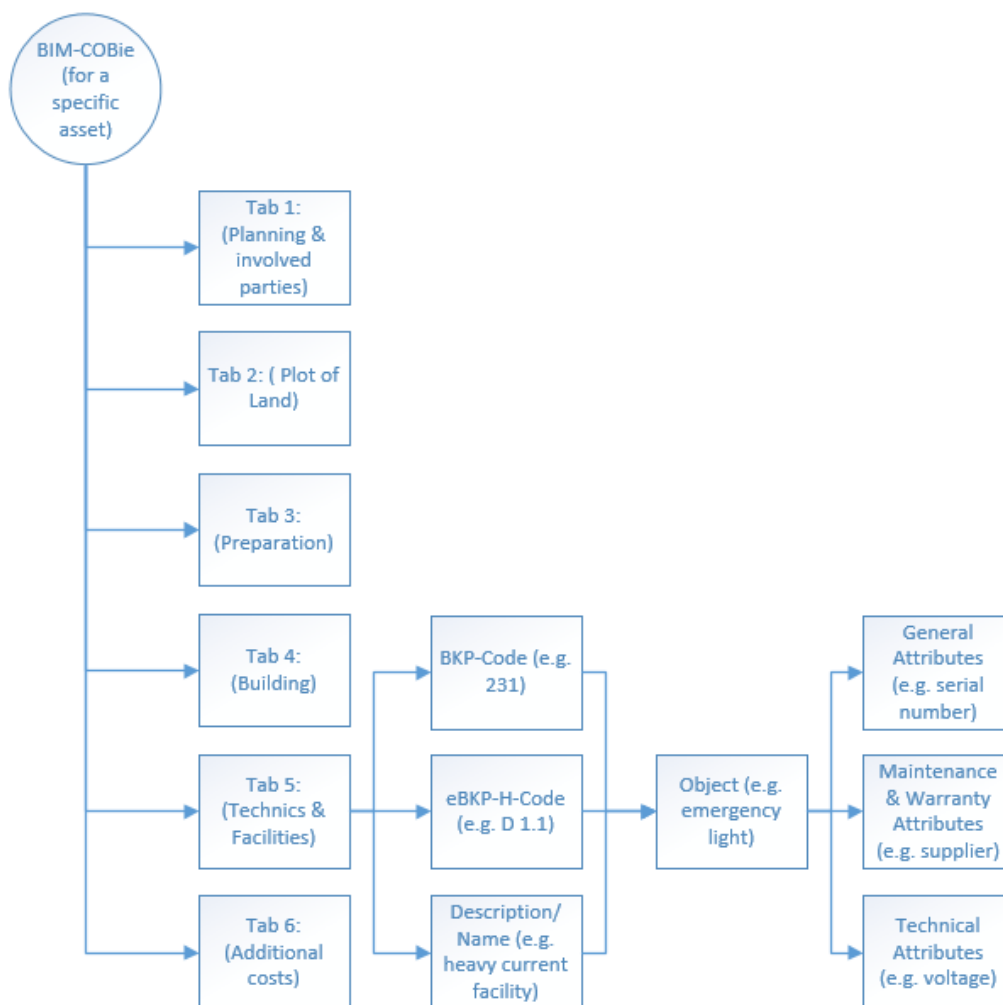 BIM-COBie
(for a
specific
asset)
Tab 1:
(Planning &
involved
parties)
Tab 2: ( Plot of
Land)
Tab 3:
(Preparation)
Tab 4:
(Building)
Tab 5:
(Technics &
Facilities)
Tab 6:
(Additional
costs)
BKP-Code (e.g.
231)
eBKP-H-Code
(e.g. D 1.1)
Description/
Name (e.g.
heavy current
facility)
Object (e.g.
emergency
light)
General
Attributes
(e.g. serial
number)
Maintenance
& Warranty
Attributes
(e.g. supplier)
Technical
Attributes
(e.g. voltage)